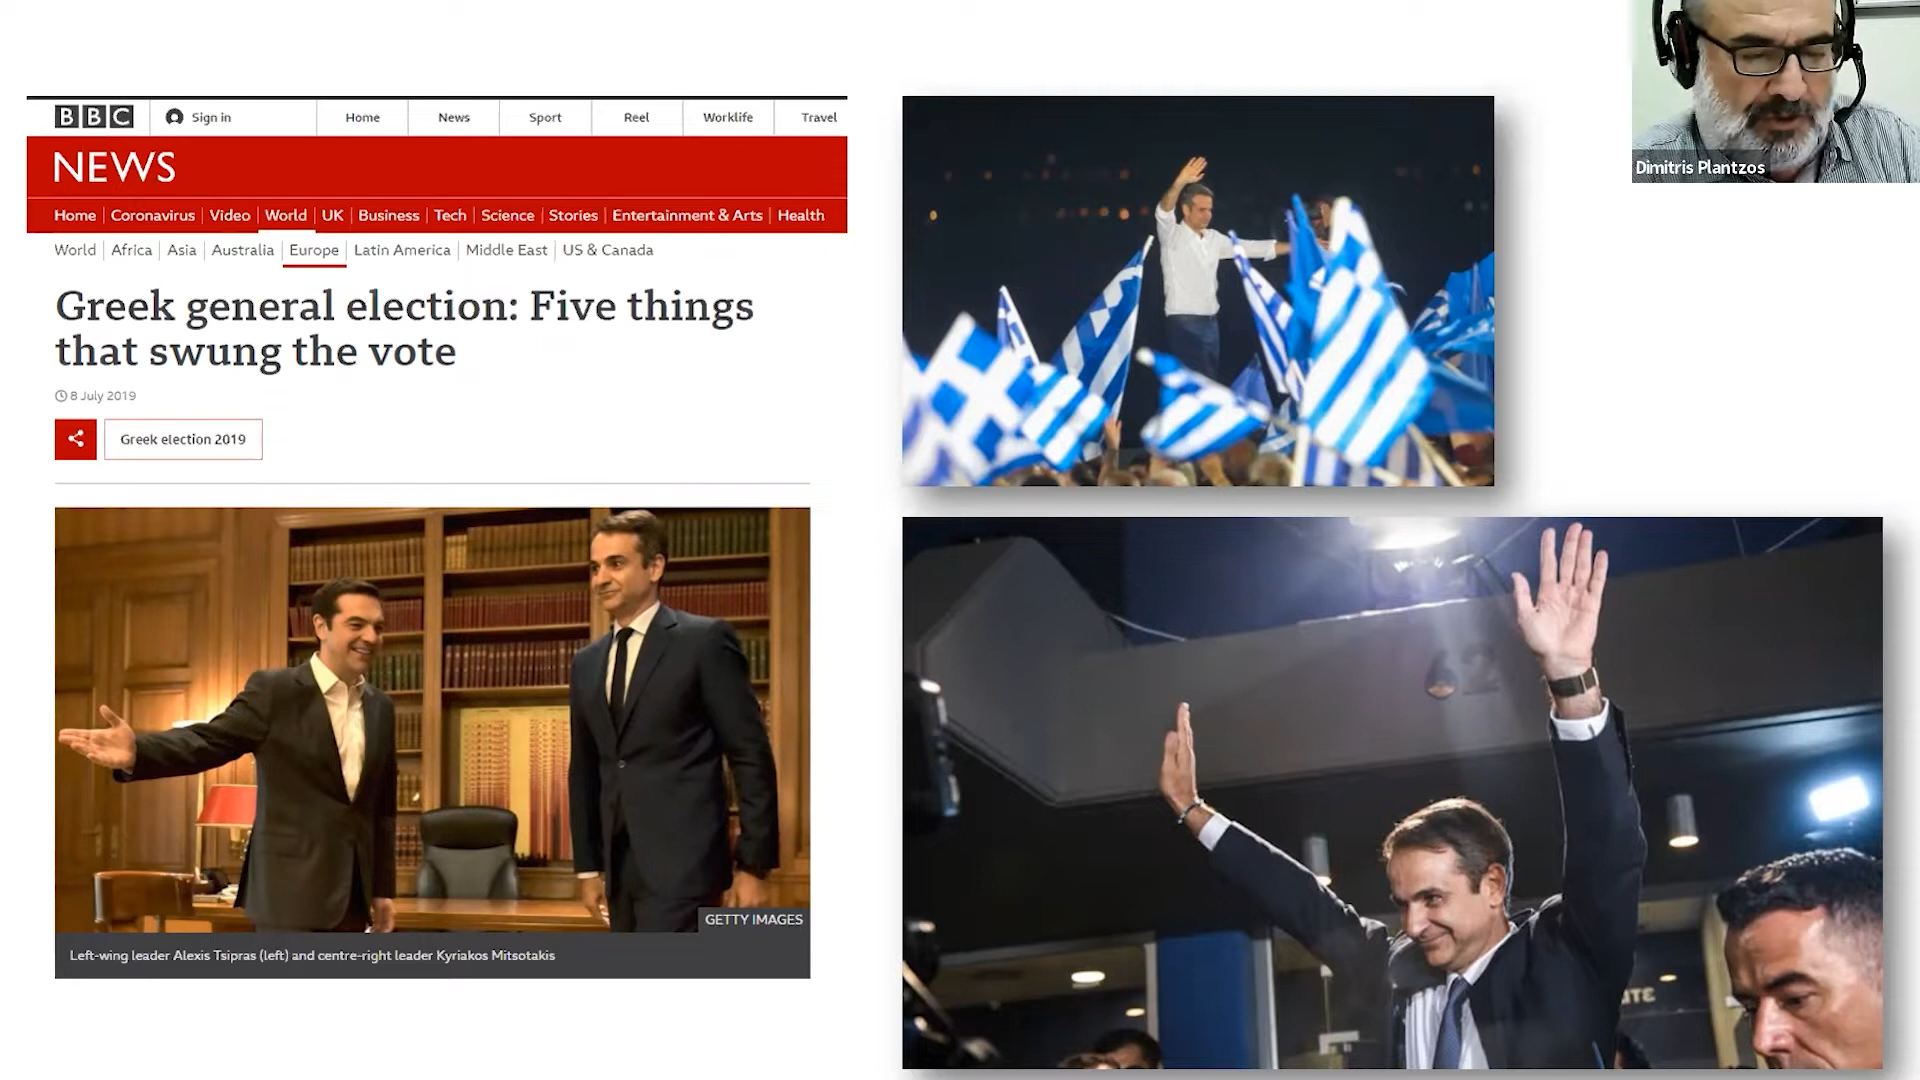 BBC
Sign in
Home
News
Sport
Reel
Worklife
Travel
NEWS
Home
Coronavirus
Video
World
UK
Business
Tech
Science
Stories
Entertainment & Arts
Health
World
Africa
Asia
Australia
Europe
Latin America
Middle East
US & Canada
Greek general election: Five things
that swung the vote
8 July 2019
Greek election 2019
GETTY IMAGES
Left-wing leader Alexis Tsipras (left) and centre-right leader Kyriakos Mitsotakis
Dimitris Plantzos
62